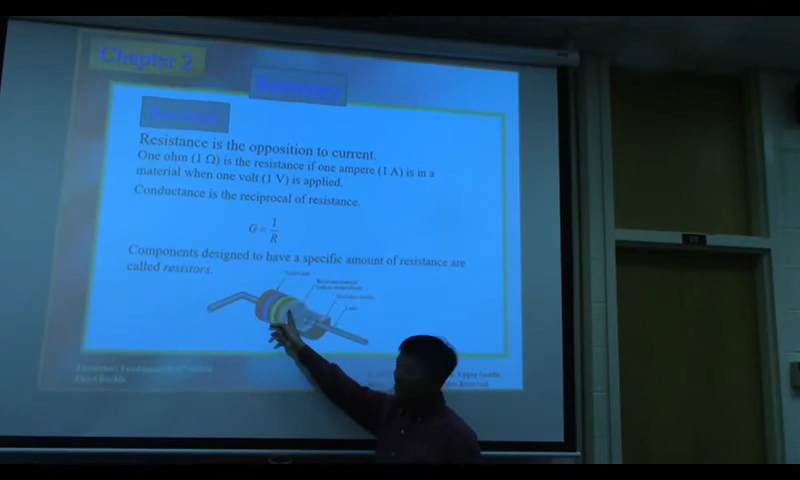 Chapter 2
Summary
Resistance is the opposition to current.
One ohm (1 Ω) is the resistance if one ampere (1 A) is in a
material when one volt (1 V) is applied.
Conductance is the reciprocal of resistance.
G = 1/R
Components designed to have a specific amount of resistance are
called resistors.